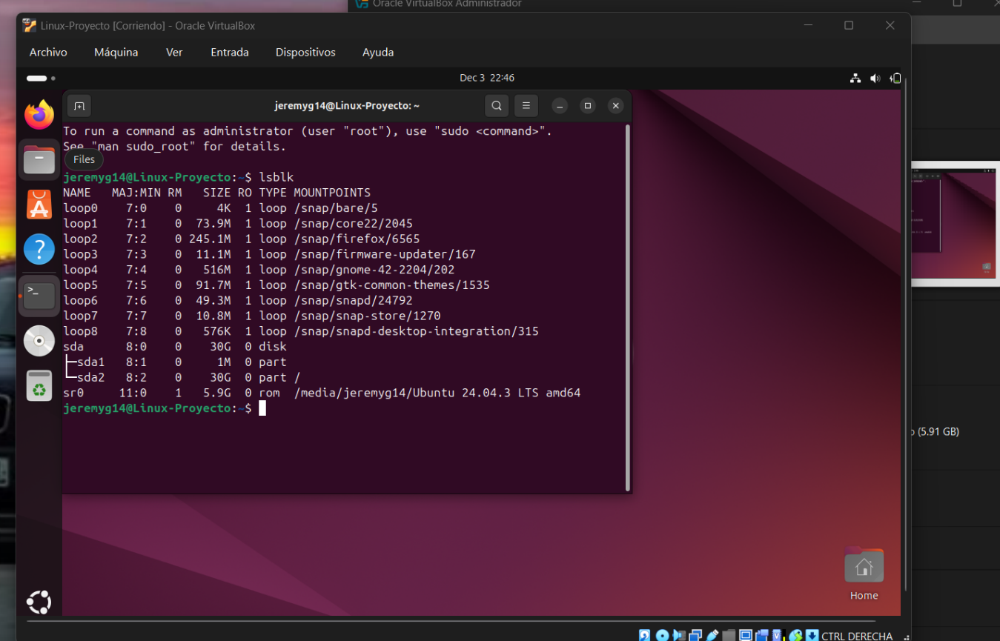 Oracle VirtualBox Administrador
Linux-Proyecto [Corriendo] - Oracle VirtualBox
Archivo Máquina Ver Entrada Dispositivos Ayuda
Dec 3 22:46
jeremyg14@Linux-Proyecto: ~
To run a command as administrator (user "root"), use "sudo <command>".
See "man sudo_root" for details.
Files
jeremyg14@Linux-Proyecto:~$ lsblk
NAME MAJ:MIN RM SIZE RO TYPE MOUNTPOINTS
loop0 7:0 0 4K 1 loop /snap/bare/5
loop1 7:1 0 73.9M 1 loop /snap/core22/2045
loop2 7:2 0 245.1M 1 loop /snap/firefox/6565
loop3 7:3 0 11.1M 1 loop /snap/firmware-updater/167
loop4 7:4 0 516M 1 loop /snap/gnome-42-2204/202
loop5 7:5 0 91.7M 1 loop /snap/gtk-common-themes/1535
loop6 7:6 0 49.3M 1 loop /snap/snapd/24792
loop7 7:7 0 10.8M 1 loop /snap/snap-store/1270
loop8 7:8 0 576K 1 loop /snap/snapd-desktop-integration/315
sda 8:0 0 30G 0 disk
├─sda1 8:1 0 1M 0 part
└─sda2 8:2 0 30G 0 part /
sr0 11:0 1 5.9G 0 rom /media/jeremyg14/Ubuntu 24.04.3 LTS amd64
jeremyg14@Linux-Proyecto:~$
(5.91 GB)
Home
CTRL DERECHA